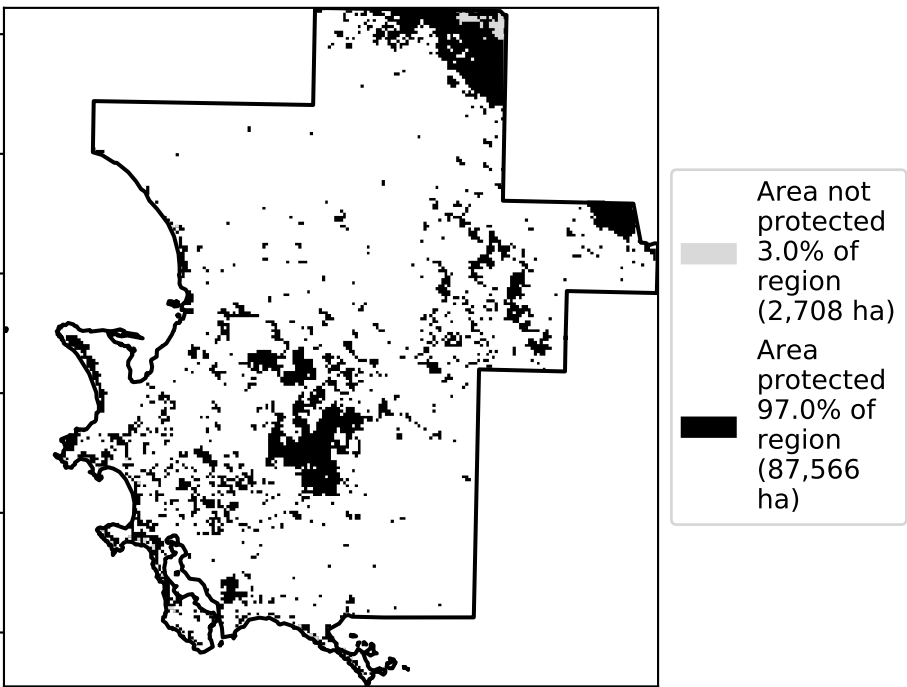 Area not
protected
3.0% of
region
(2,708 ha)
Area
protected
97.0% of
region
(87,566
ha)